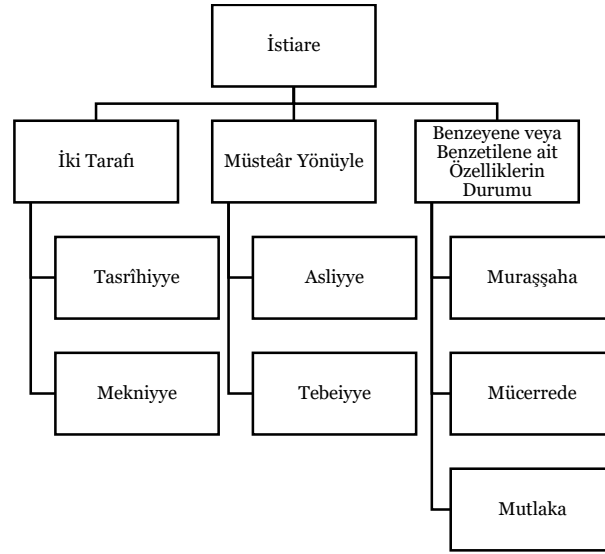 İstiare
İki Tarafı
Müsteâr Yönüyle
Benzeyene veya
Benzetilene ait
Özelliklerin
Durumu
Tasrîhiyye
Asliyye
Muraşşaha
Mekniyye
Tebeiyye
Mücerrede
Mutlaka